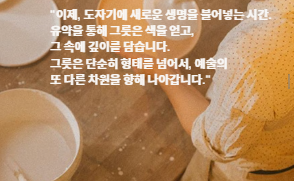 "이제, 도자기에 새로운 생명을 불어넣는 시간.
유약을 통해 그릇은 색을 얻고,
그 속에 깊이를 담습니다.
그릇은 단순히 형태를 넘어서, 예술의
또 다른 차원을 향해 나아갑니다."